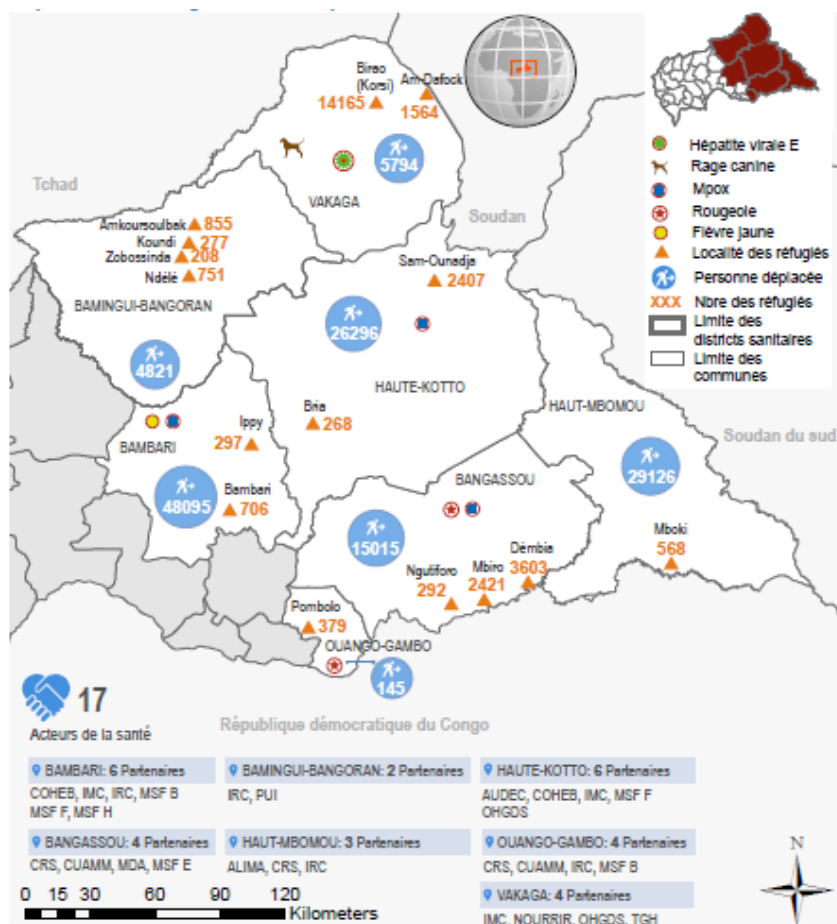 Birao
(Korsi)
Am-Dafock
14165
1564
5794
VAKAGA
Tchad
Soudan
Amkoursoulbak 855
Koundi 277
Zobossinda 208
Ndélé 751
BAMINGUI-BANGORAN
4821
Sam-Ounadja
2407
26296
HAUTE-KOTTO
Bria
268
HAUT-MBOMOU
Soudan du sud
29126
Mboki
568
BAMBARI
Ippy
297
48095
Bambari
706
BANGASSOU
15015
Ngutiforo
292
Mbiro
2421
Dembia
3603
Pombolo
379
OUANGO-GAMBO
145
République démocratique du Congo
Hépatite virale E
Rage canine
Mpox
Rougeole
Fièvre jaune
Localité des réfugiés
Personne déplacée
XXX Nbre des réfugiés
Limite des
districts sanitaires
Limite des
communes
17
Acteurs de la santé
BAMBARI: 6 Partenaires
COHEB, IMC, IRC, MSF B
MSF F, MSF H
BAMINGUI-BANGORAN: 2 Partenaires
IRC, PUI
HAUTE-KOTTO: 6 Partenaires
AUDEC, COHEB, IMC, MSF F
OHGDS
BANGASSOU: 4 Partenaires
CRS, CUAMM, MDA, MSF E
HAUT-MBOMOU: 3 Partenaires
ALIMA, CRS, IRC
OUANGO-GAMBO: 4 Partenaires
CRS, CUAMM, IRC, MSF B
VAKAGA: 4 Partenaires
IMC, NOURRIR, OHGDS, TGH
0 15 30 60 90 120
Kilometers
N